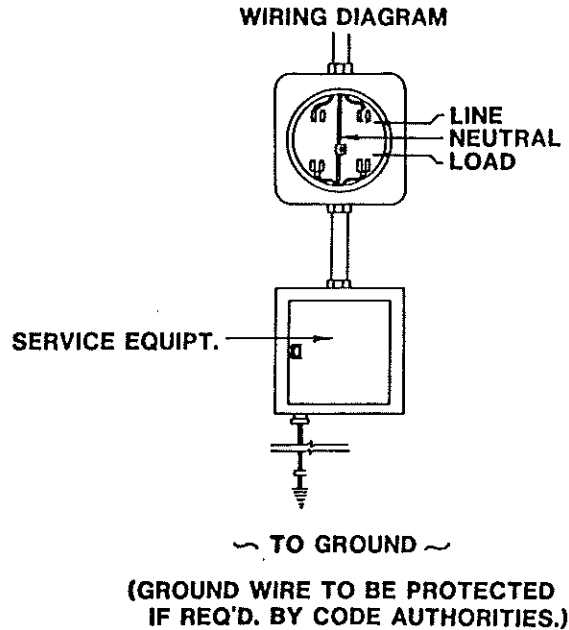 WIRING DIAGRAM
LINE
NEUTRAL
LOAD
SERVICE EQUIPT.
~ TO GROUND ~
(GROUND WIRE TO BE PROTECTED
IF REQ'D. BY CODE AUTHORITIES.)